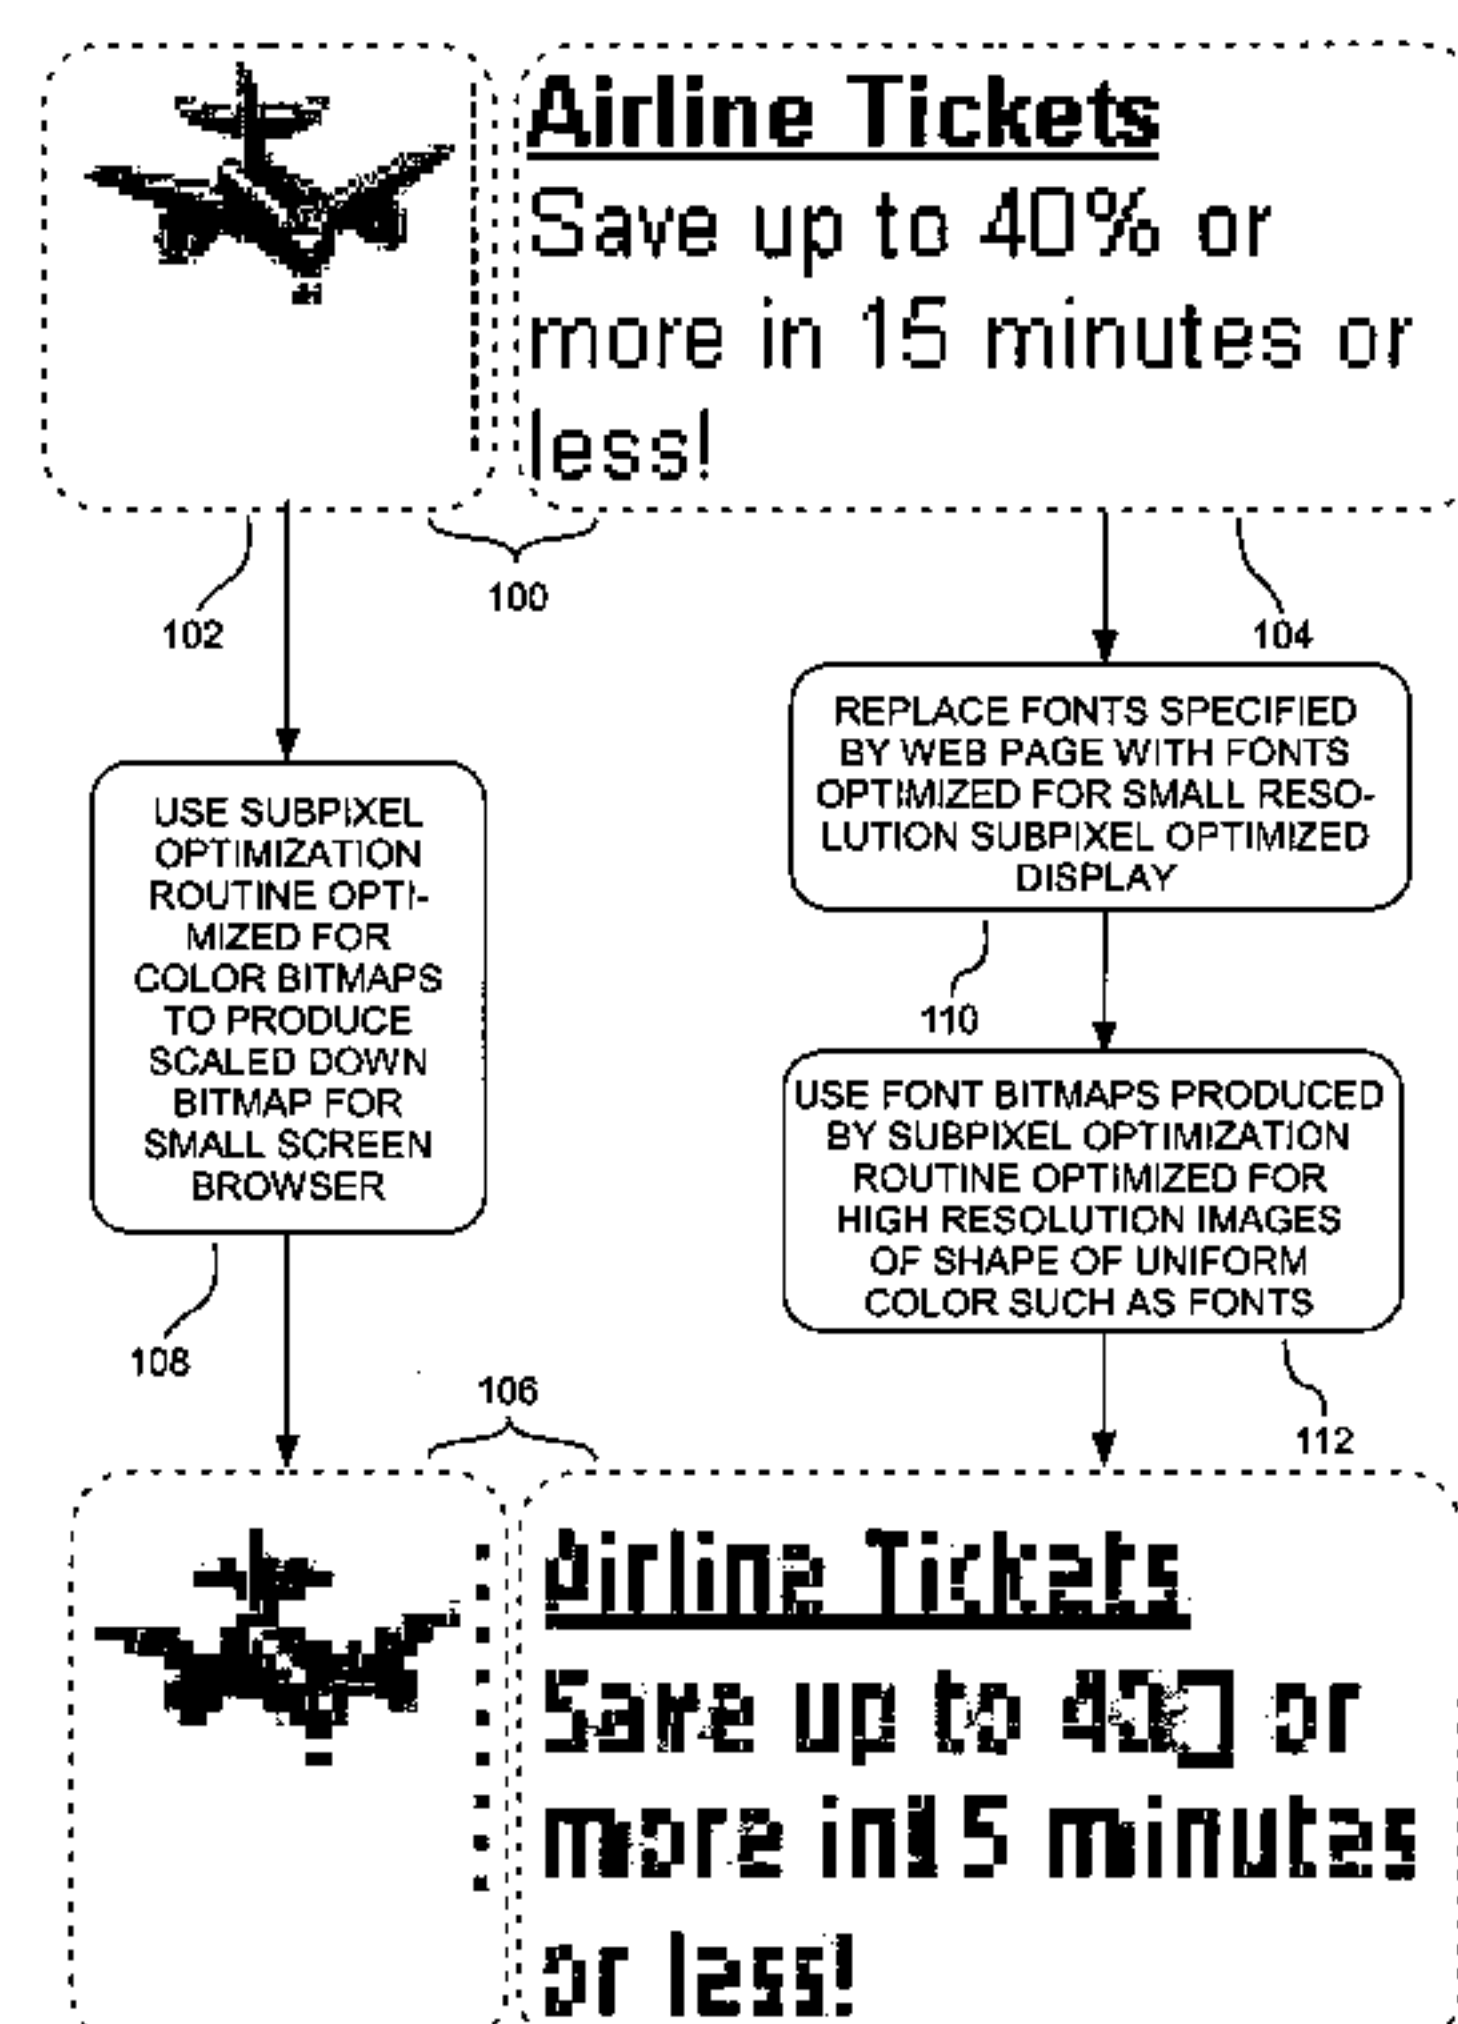 Airline Tickets
Save up to 40% or
more in 15 minutes or
less!
100
102
104
REPLACE FONTS SPECIFIED
BY WEB PAGE WITH FONTS
OPTIMIZED FOR SMALL RESO-
LUTION SUBPIXEL OPTIMIZED
DISPLAY
USE SUBPIXEL
OPTIMIZATION
ROUTINE OPTI-
MIZED FOR
COLOR BITMAPS
TO PRODUCE
SCALED DOWN
BITMAP FOR
SMALL SCREEN
BROWSER
110
USE FONT BITMAPS PRODUCED
BY SUBPIXEL OPTIMIZATION
ROUTINE OPTIMIZED FOR
HIGH RESOLUTION IMAGES
OF SHAPE OF UNIFORM
COLOR SUCH AS FONTS
108
106
112
Airline Tickets
Save up to 40% or
more in 15 minutes
or less!